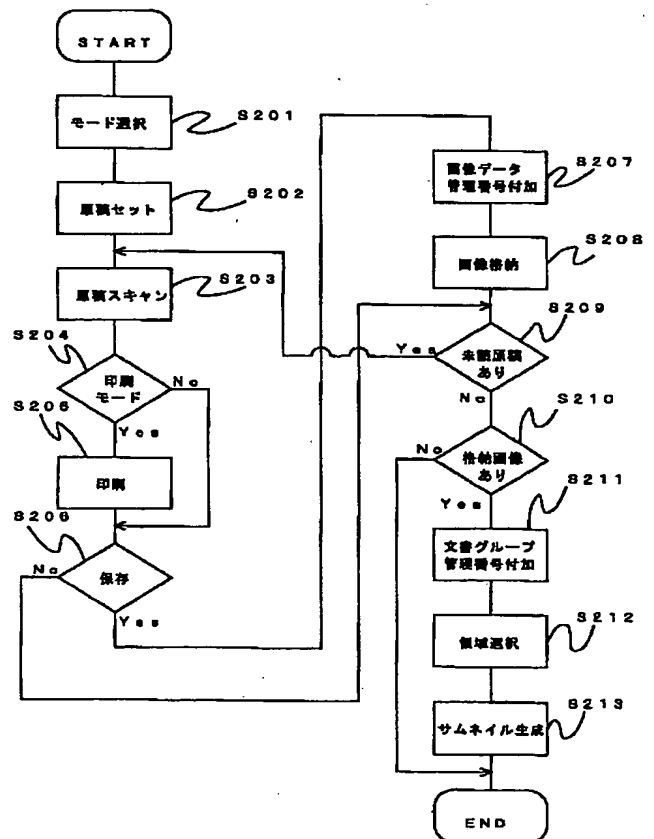 START
モード選択
S201
原稿セット
S202
原稿スキャン
S203
S204
印刷
モード
No
Yes
S205
印刷
S206
保存
No
Yes
画像データ
管理番号付加
S207
画像格納
S208
S209
未読原稿
あり
Yes
No
S210
格納画像
あり
No
Yes
S211
文書グループ
管理番号付加
領域選択
S212
サムネイル生成
S213
END